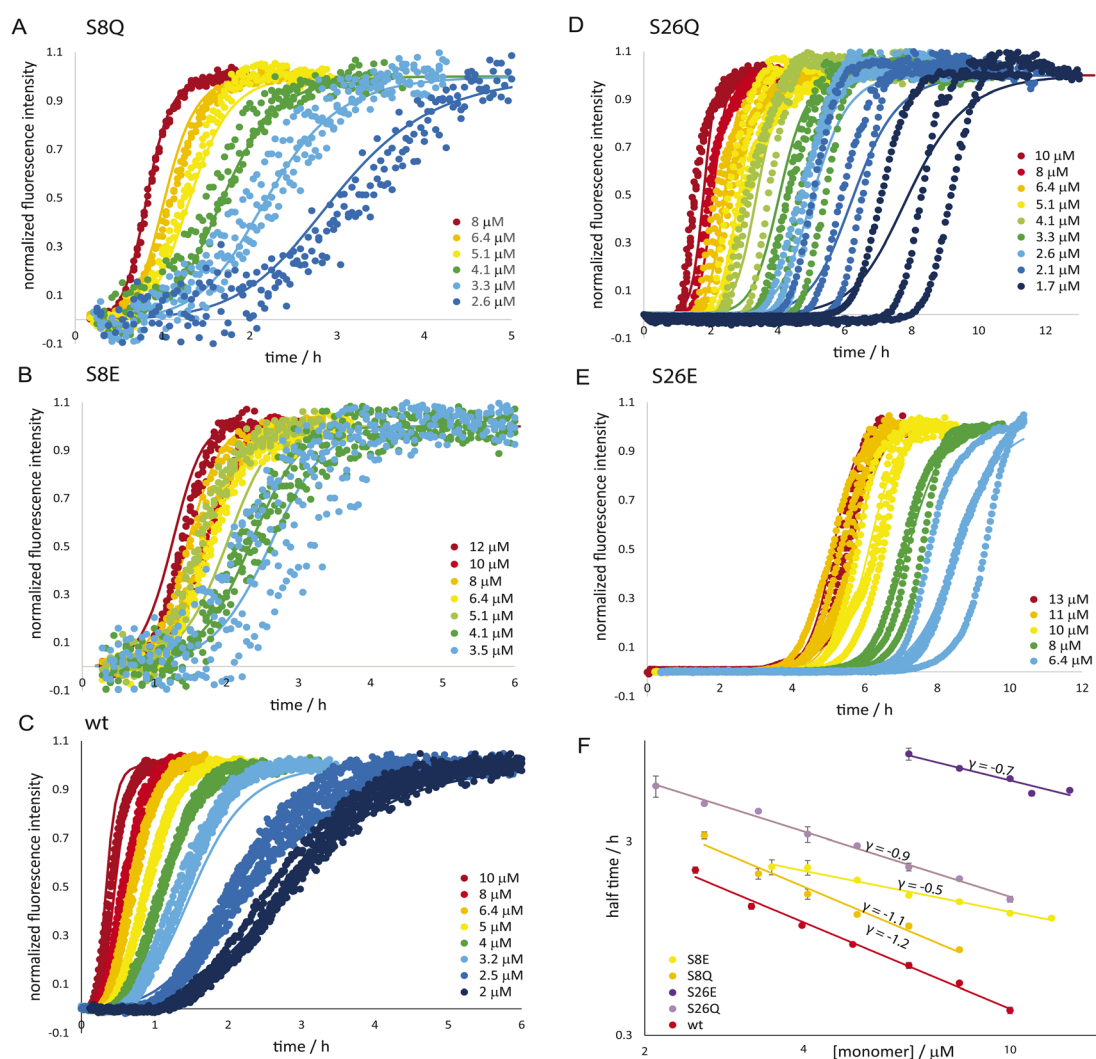 A S8Q
normalized fluorescence intensity
1.1
0.9
0.7
0.5
0.3
0.1
-0.1
0 1 2 3 4 5
time / h
8 μM
6.4 μM
5.1 μM
4.1 μM
3.3 μM
2.6 μM
B S8E
normalized fluorescence intensity
1.1
0.9
0.7
0.5
0.3
0.1
-0.1
0 1 2 3 4 5 6
time / h
12 μM
10 μM
8 μM
6.4 μM
5.1 μM
4.1 μM
3.5 μM
C wt
normalized fluorescence intensity
1.1
0.9
0.7
0.5
0.3
0.1
-0.1
0 1 2 3 4 5 6
time / h
10 μM
8 μM
6.4 μM
5 μM
4 μM
3.2 μM
2.5 μM
2 μM
D S26Q
normalized fluorescence intensity
1.1
0.9
0.7
0.5
0.3
0.1
-0.1
0 2 4 6 8 10 12
time / h
10 μM
8 μM
6.4 μM
5.1 μM
4.1 μM
3.3 μM
2.6 μM
2.1 μM
1.7 μM
E S26E
normalized fluorescence intensity
1.1
0.9
0.7
0.5
0.3
0.1
-0.1
0 2 4 6 8 10 12
time / h
13 μM
11 μM
10 μM
8 μM
6.4 μM
F
half time / h
3
0.3
γ = -0.7
γ = -0.9
γ = -0.5
γ = -1.1
γ = -1.2
S8E
S8Q
S26E
S26Q
wt
2 4 10
[monomer] / μM